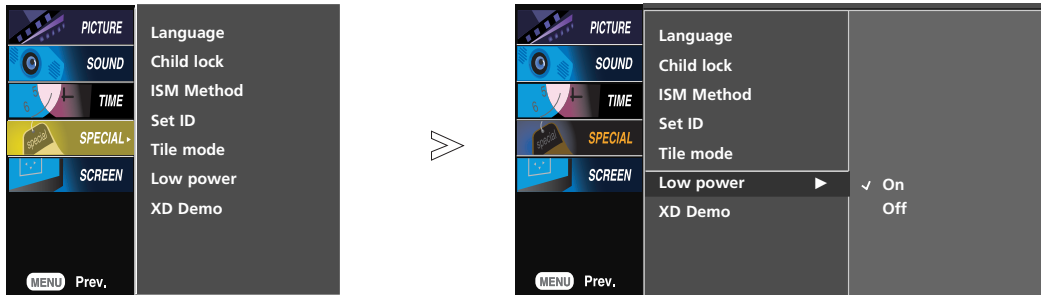 PICTURE
SOUND
TIME
SPECIAL
SCREEN
MENU Prev.
Language
Child lock
ISM Method
Set ID
Tile mode
Low power
XD Demo
PICTURE
SOUND
TIME
SPECIAL
SCREEN
MENU Prev.
Language
Child lock
ISM Method
Set ID
Tile mode
Low power ►
XD Demo
✓ On
Off